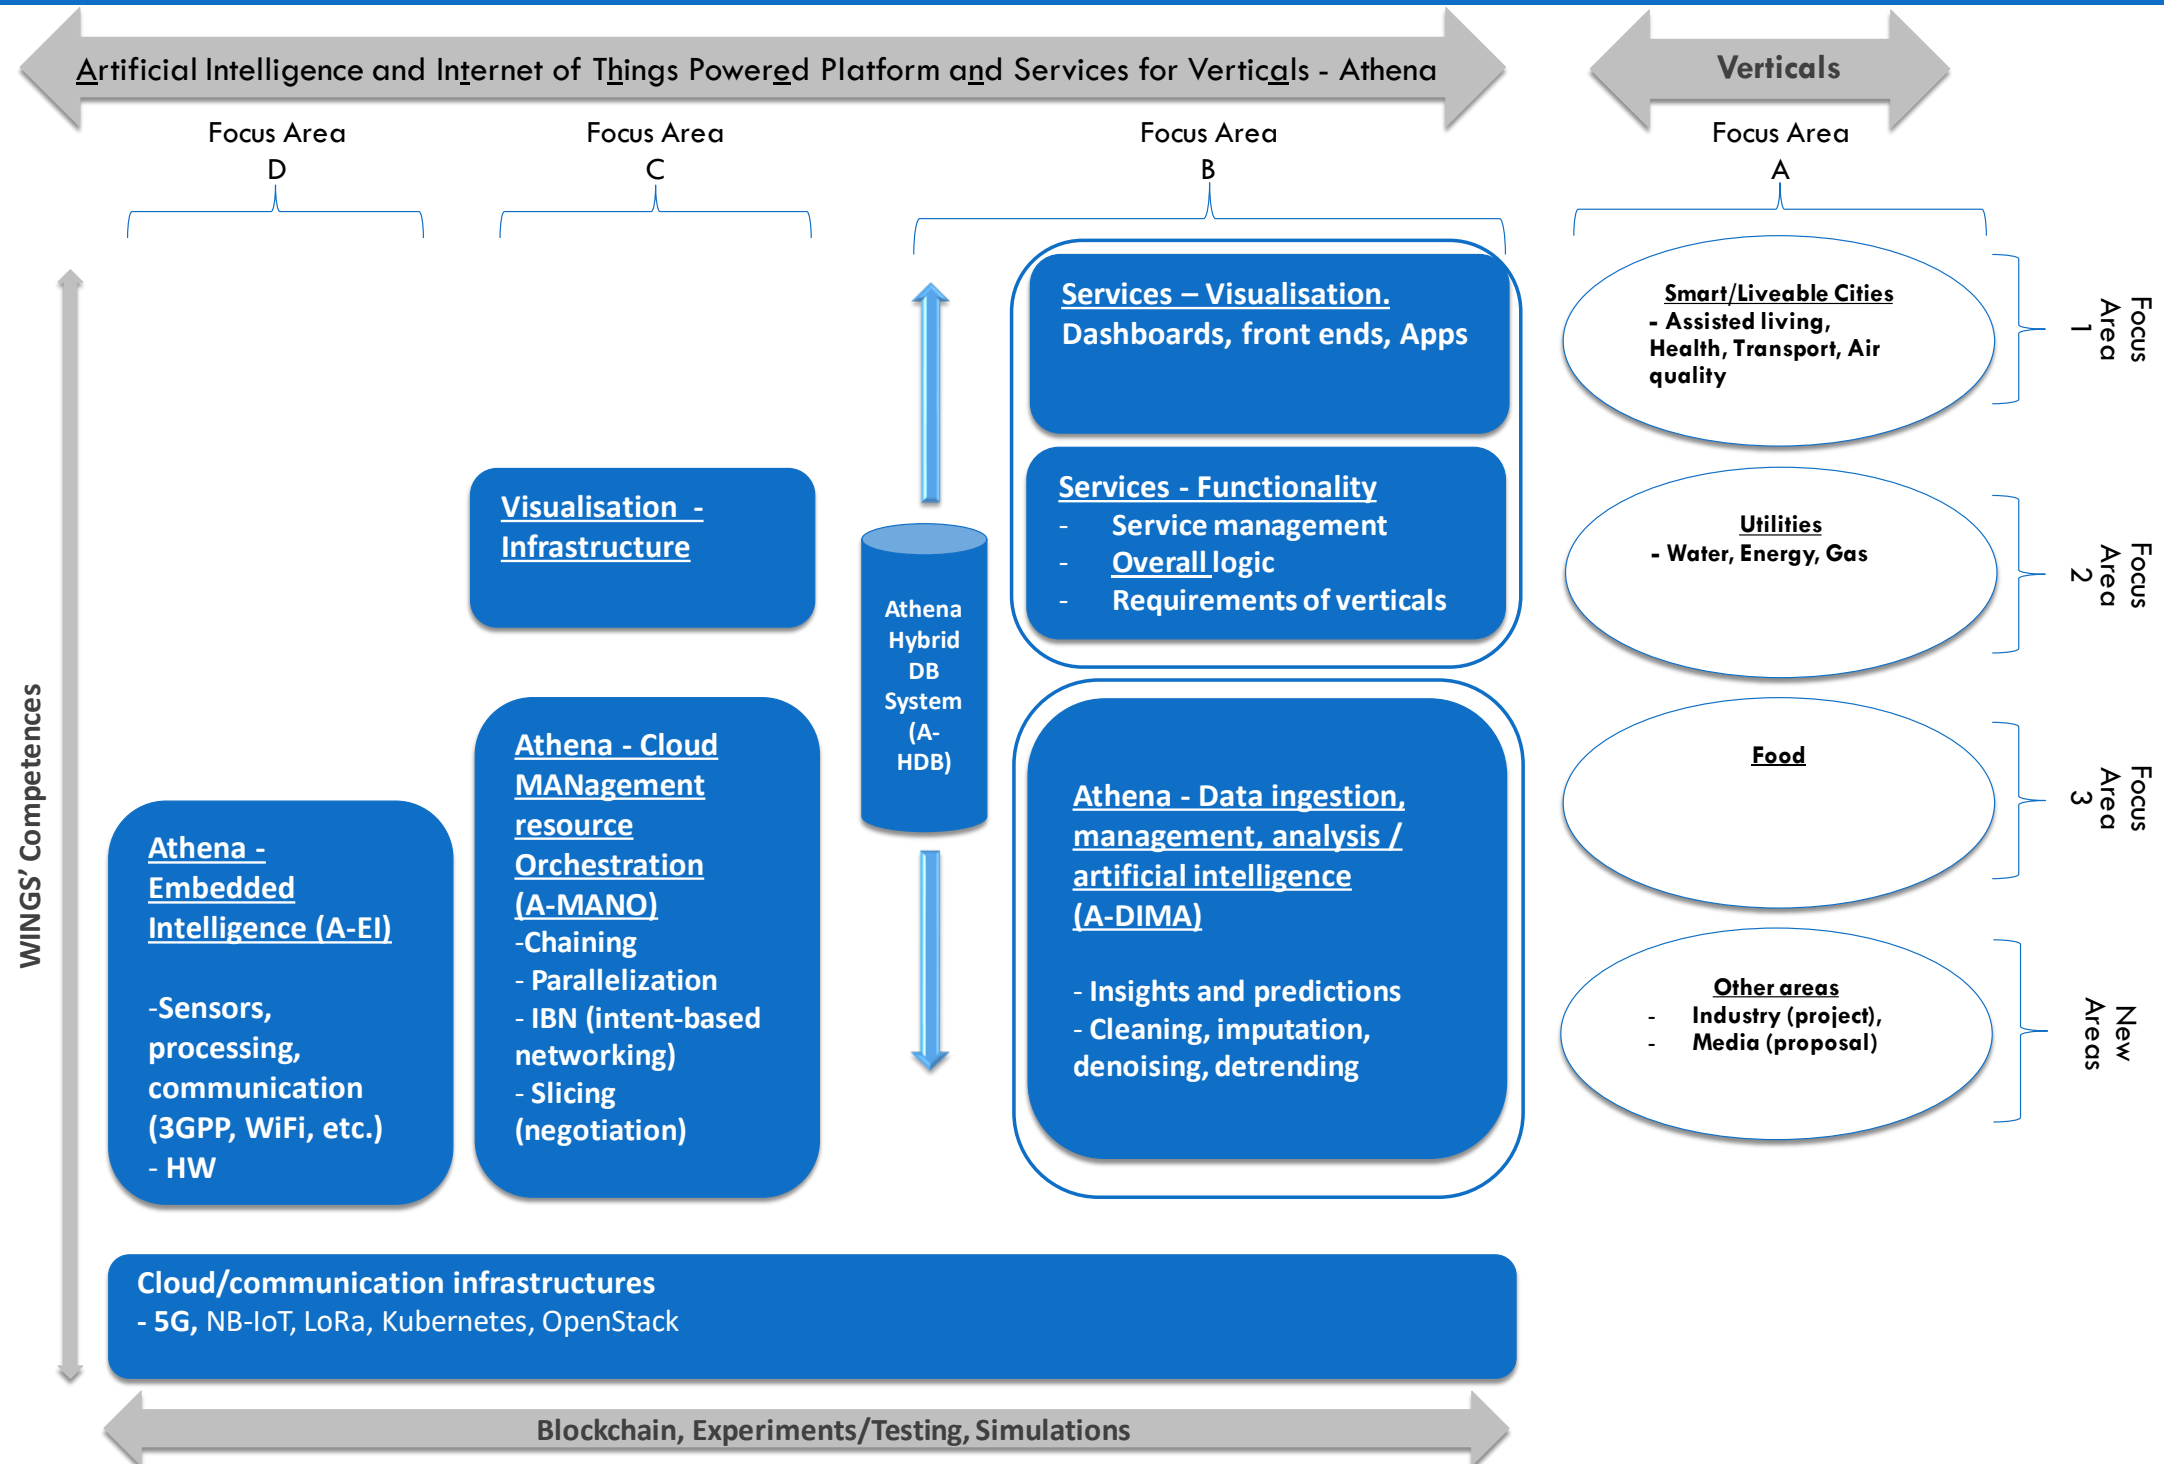 Artificial Intelligence and Internet of Things Powered Platform and Services for Verticals - Athena
Verticals
Focus Area
D
Focus Area
C
Focus Area
B
Focus Area
A
WINGS' Competences
Athena -
Embedded
Intelligence (A-EI)
-Sensors,
processing,
communication
(3GPP, WiFi, etc.)
- HW
Visualisation -
Infrastructure
Athena - Cloud
MANagement
resource
Orchestration
(A-MANO)
-Chaining
- Parallelization
- IBN (intent-based
networking)
- Slicing
(negotiation)
Athena
Hybrid
DB
System
(A-
HDB)
Services – Visualisation.
Dashboards, front ends, Apps
Services - Functionality
- Service management
- Overall logic
- Requirements of verticals
Athena - Data ingestion,
management, analysis /
artificial intelligence
(A-DIMA)
- Insights and predictions
- Cleaning, imputation,
denoising, detrending
Smart/Liveable Cities
- Assisted living,
Health, Transport, Air
quality
Focus
Area
1
Utilities
- Water, Energy, Gas
Focus
Area
2
Food
Focus
Area
3
Other areas
- Industry (project),
- Media (proposal)
New
Areas
Cloud/communication infrastructures
- 5G, NB-IoT, LoRa, Kubernetes, OpenStack
Blockchain, Experiments/Testing, Simulations